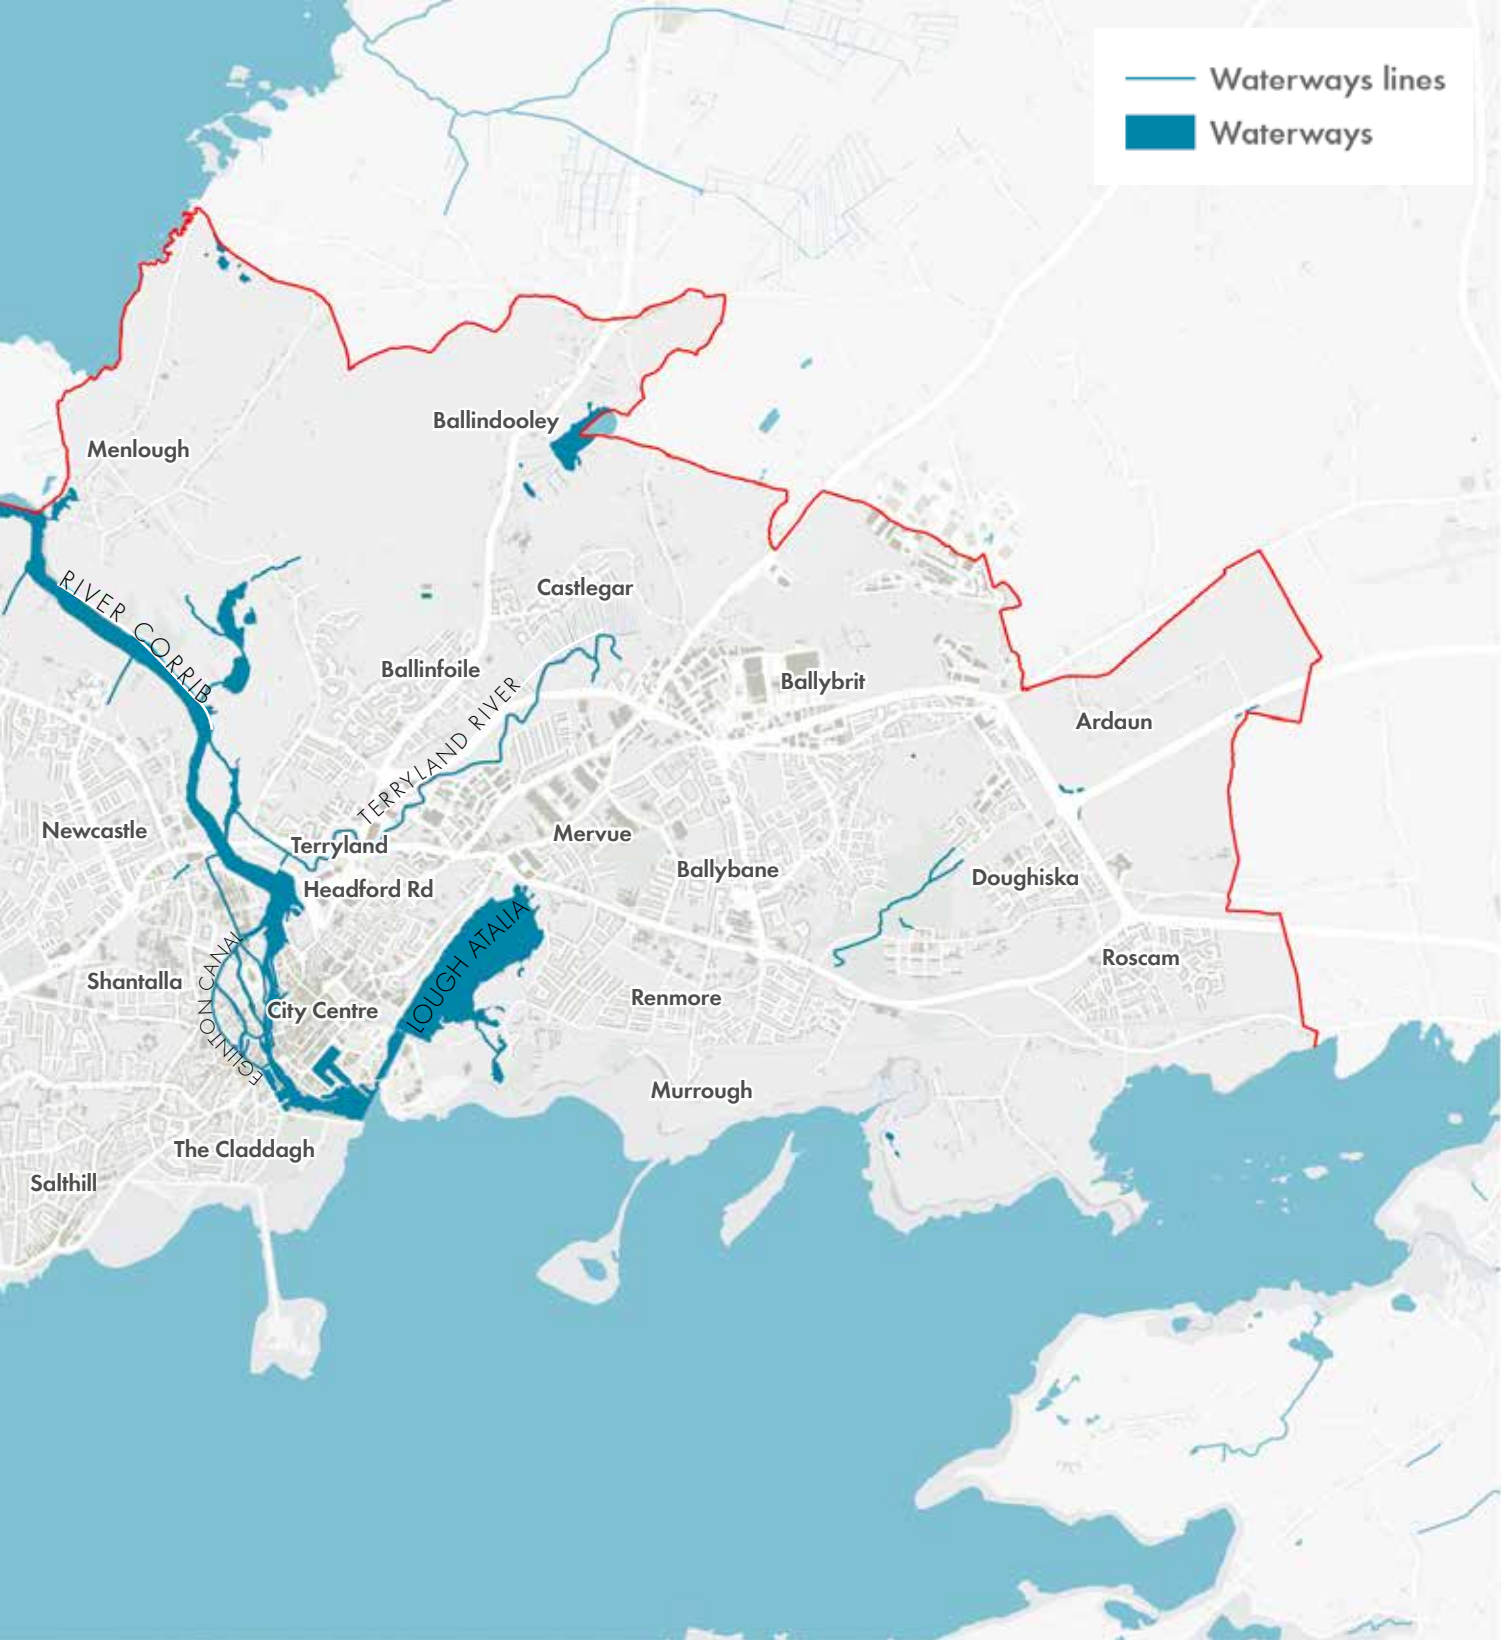 Waterways lines
Waterways
Ballindooley
Menlough
RIVER CORRIB
Castlegar
Ballinfoile
TERRYLAND RIVER
Ballybrit
Ardaun
Newcastle
Terryland
Mervue
Ballybane
Doughiska
Headford Rd
LOUGH ATALIA
EGLINTON CANAL
Shantalla
City Centre
Renmore
Roscam
Murrough
The Claddagh
Salthill